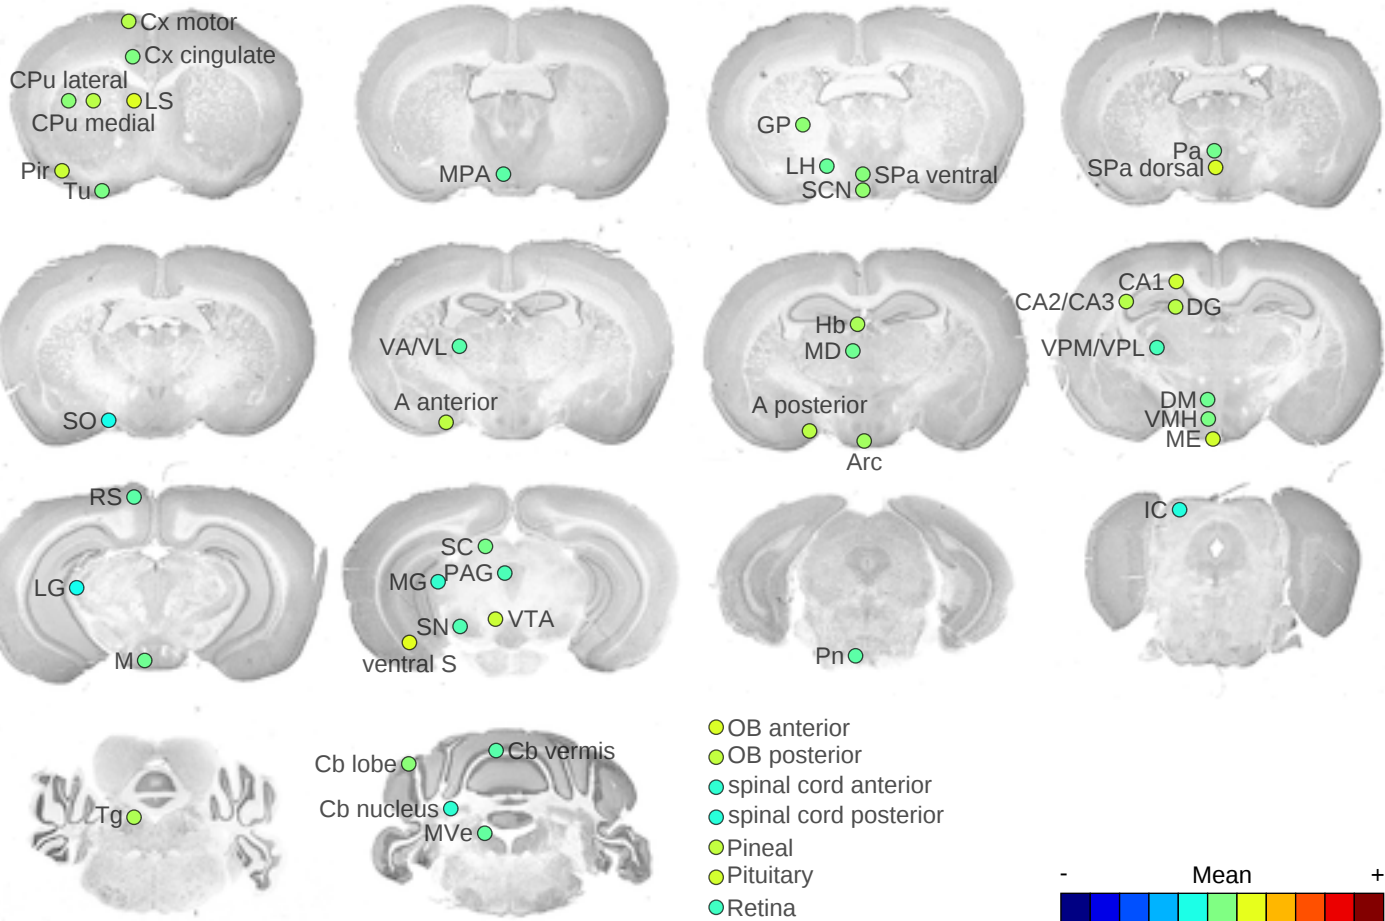 Cx motor
Cx cingulate
CPu lateral
LS
CPu medial
Pir
Tu
MPA
GP
LH
SPa ventral
SCN
Pa
SPa dorsal
SO
VA/VL
A anterior
Hb
MD
A posterior
Arc
CA1
CA2/CA3
DG
VPM/VPL
DM
VMH
ME
RS
LG
M
SC
MG
PAG
SN
VTA
ventral S
Pn
IC
Tg
Cb lobe
Cb vermis
Cb nucleus
MVe
OB anterior
OB posterior
spinal cord anterior
spinal cord posterior
Pineal
Pituitary
Retina
- Mean +